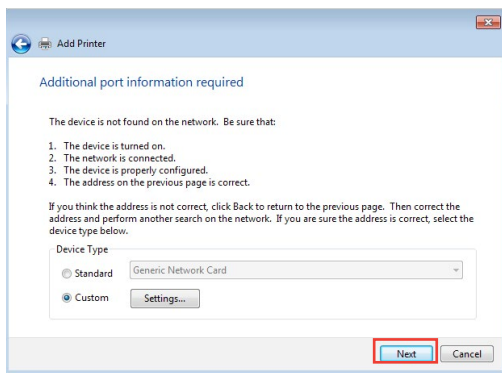 Add Printer
Additional port information required
The device is not found on the network. Be sure that:
1. The device is turned on.
2. The network is connected.
3. The device is properly configured.
4. The address on the previous page is correct.
If you think the address is not correct, click Back to return to the previous page. Then correct the
address and perform another search on the network. If you are sure the address is correct, select the
device type below.
Device Type
Standard Generic Network Card
Custom Settings...
Next Cancel